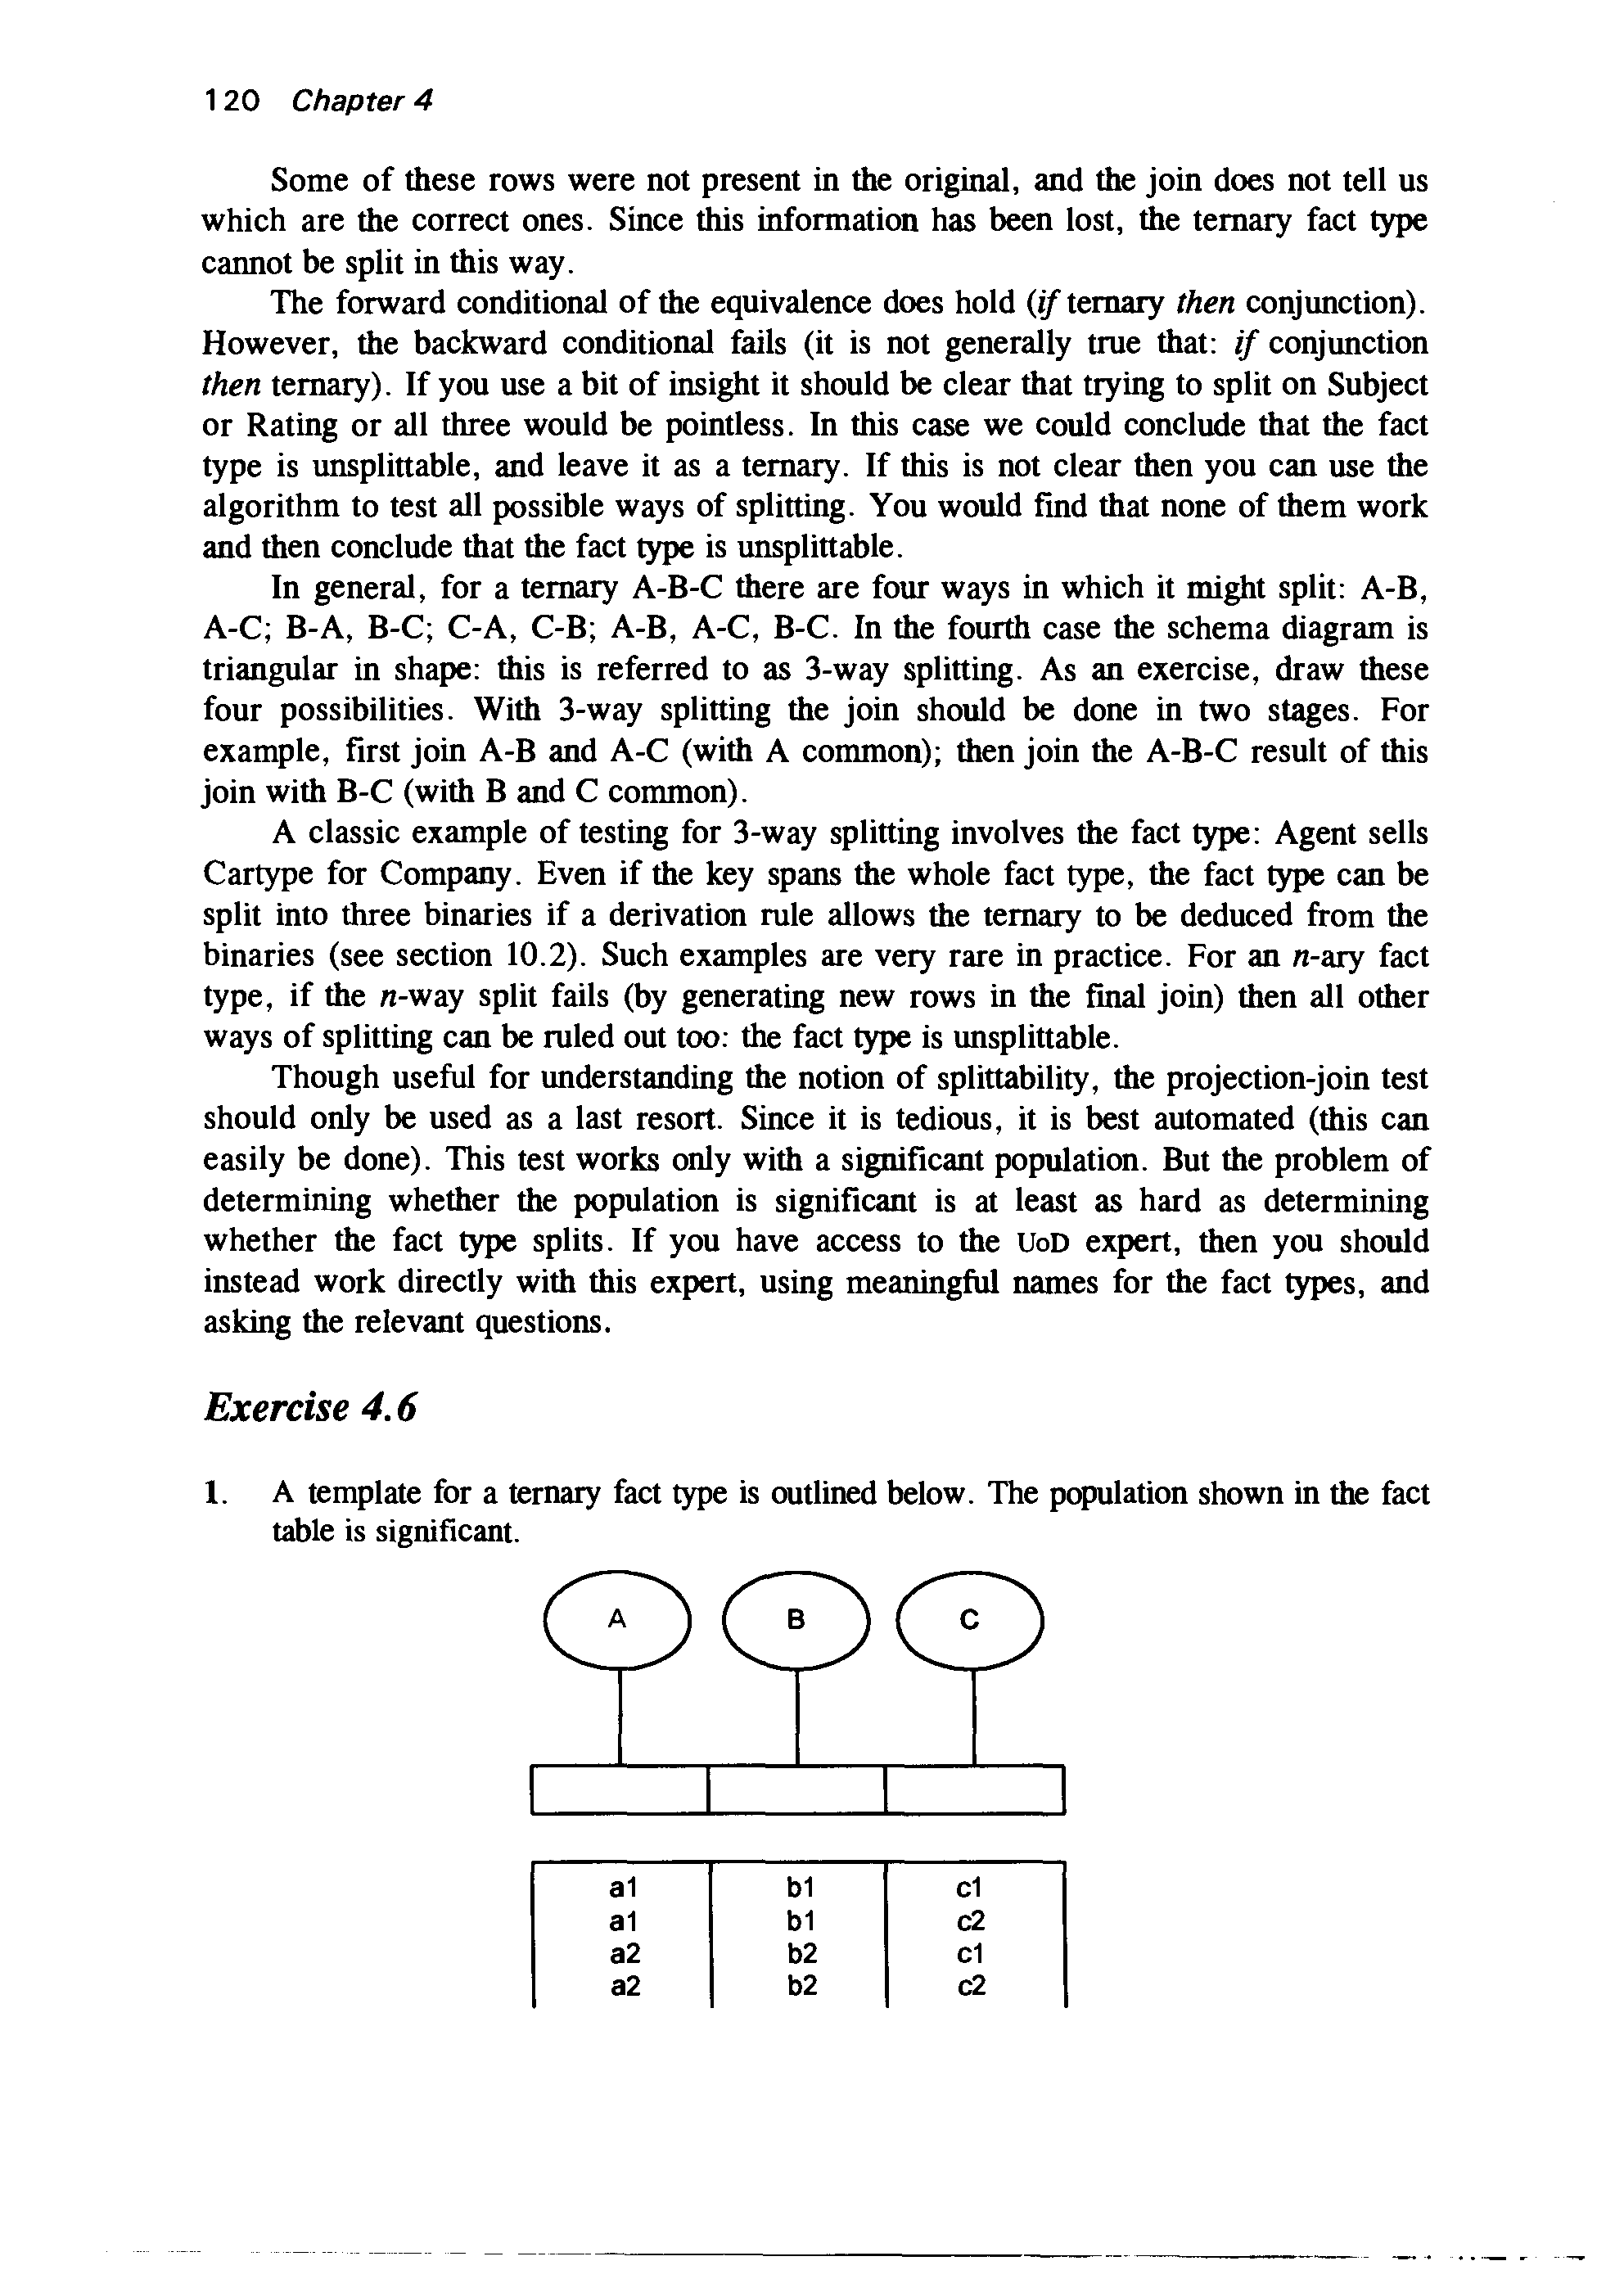 120 Chapter 4
Some of these rows were not present in the original, and the join does not tell us
which are the correct ones. Since this information has been lost, the ternary fact type
cannot be split in this way.
The forward conditional of the equivalence does hold (if ternary then conjunction).
However, the backward conditional fails (it is not generally true that: if conjunction
then ternary). If you use a bit of insight it should be clear that trying to split on Subject
or Rating or all three would be pointless. In this case we could conclude that the fact
type is unsplittable, and leave it as a ternary. If this is not clear then you can use the
algorithm to test all possible ways of splitting. You would find that none of them work
and then conclude that the fact type is unsplittable.
In general, for a ternary A-B-C there are four ways in which it might split: A-B,
A-C; B-A, B-C; C-A, C-B; A-B, A-C, B-C. In the fourth case the schema diagram is
triangular in shape: this is referred to as 3-way splitting. As an exercise, draw these
four possibilities. With 3-way splitting the join should be done in two stages. For
example, first join A-B and A-C (with A common); then join the A-B-C result of this
join with B-C (with B and C common).
A classic example of testing for 3-way splitting involves the fact type: Agent sells
Cartype for Company. Even if the key spans the whole fact type, the fact type can be
split into three binaries if a derivation rule allows the ternary to be deduced from the
binaries (see section 10.2). Such examples are very rare in practice. For an n-ary fact
type, if the n-way split fails (by generating new rows in the final join) then all other
ways of splitting can be ruled out too: the fact type is unsplittable.
Though useful for understanding the notion of splittability, the projection-join test
should only be used as a last resort. Since it is tedious, it is best automated (this can
easily be done). This test works only with a significant population. But the problem of
determining whether the population is significant is at least as hard as determining
whether the fact type splits. If you have access to the UoD expert, then you should
instead work directly with this expert, using meaningful names for the fact types, and
asking the relevant questions.
Exercise 4.6
1. A template for a ternary fact type is outlined below. The population shown in the fact
table is significant.
A B C
a1 b1 c1
a1 b1 c2
a2 b2 c1
a2 b2 c2